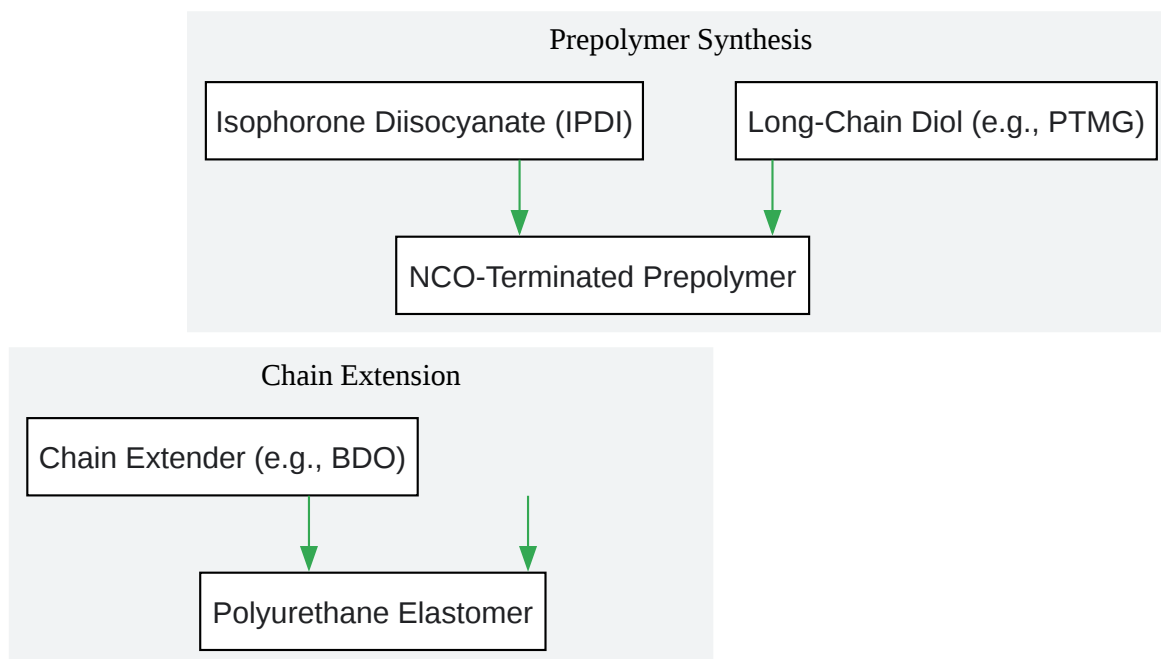 Prepolymer Synthesis
Isophorone Diisocyanate (IPDI)
Long-Chain Diol (e.g., PTMG)
NCO-Terminated Prepolymer
Chain Extension
Chain Extender (e.g., BDO)
Polyurethane Elastomer